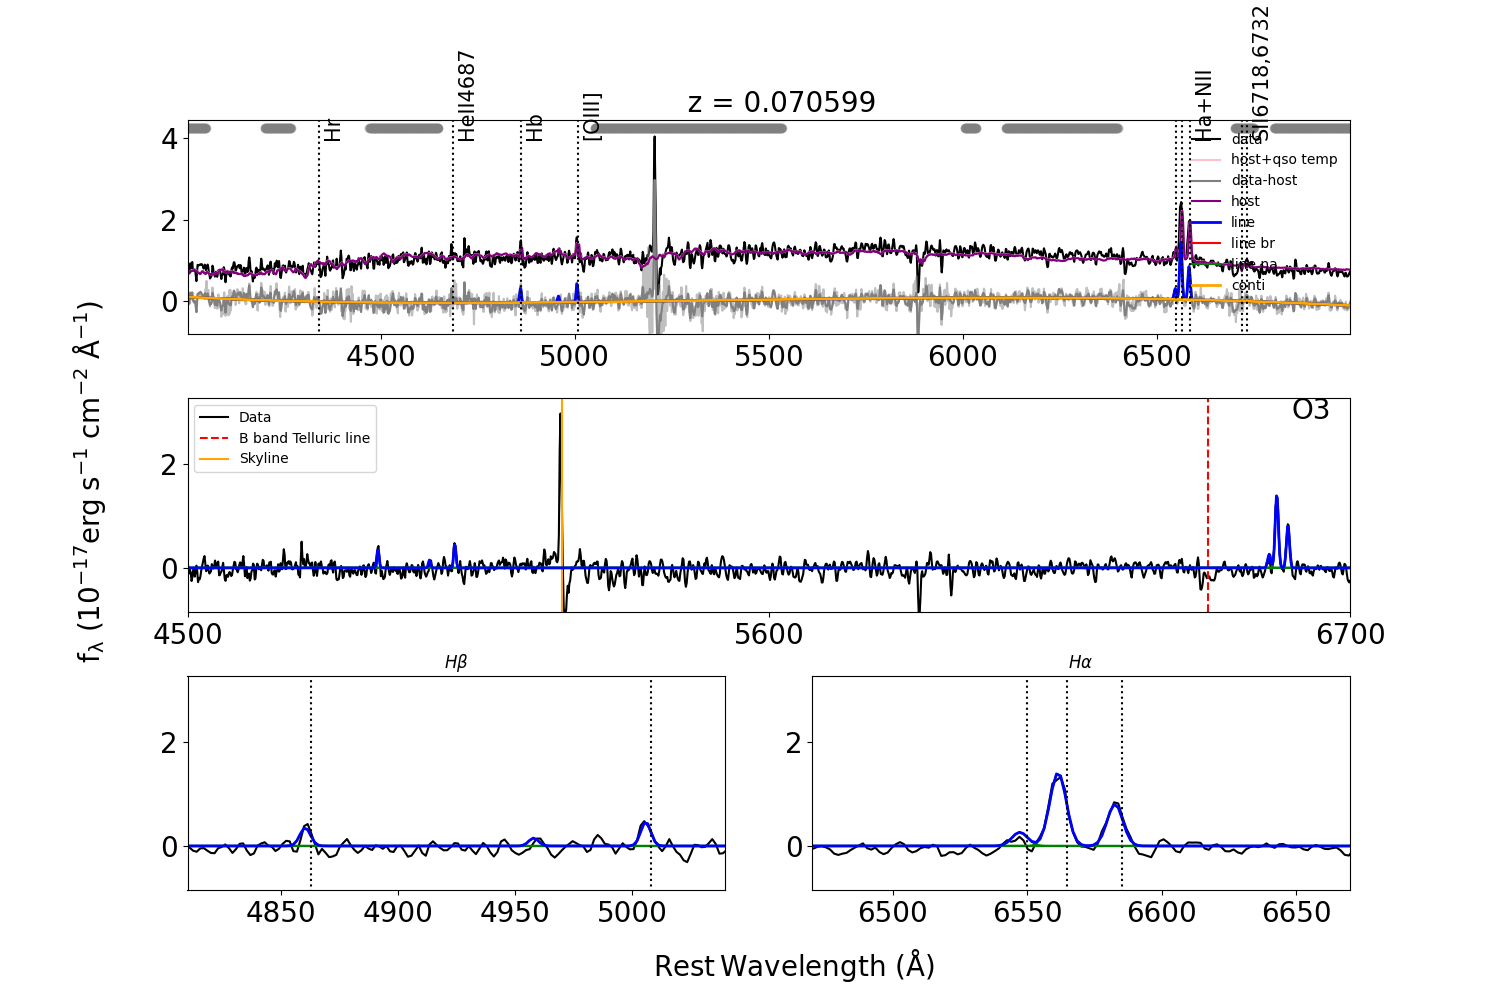 z = 0.070599
Hr
HeII4687
Hb
[OIII]
Ha+NII
SII6718,6732
data
host+qso temp
data-host
host
line
line br
line na
conti
4
2
0
4500 5000 5500 6000 6500
fλ (10−17erg s−1 cm−2 Å−1)
O3
Data
B band Telluric line
Skyline
2
0
4500 5600 6700
Hβ
2
0
4850 4900 4950 5000
Hα
2
0
6500 6550 6600 6650
Rest Wavelength (Å)